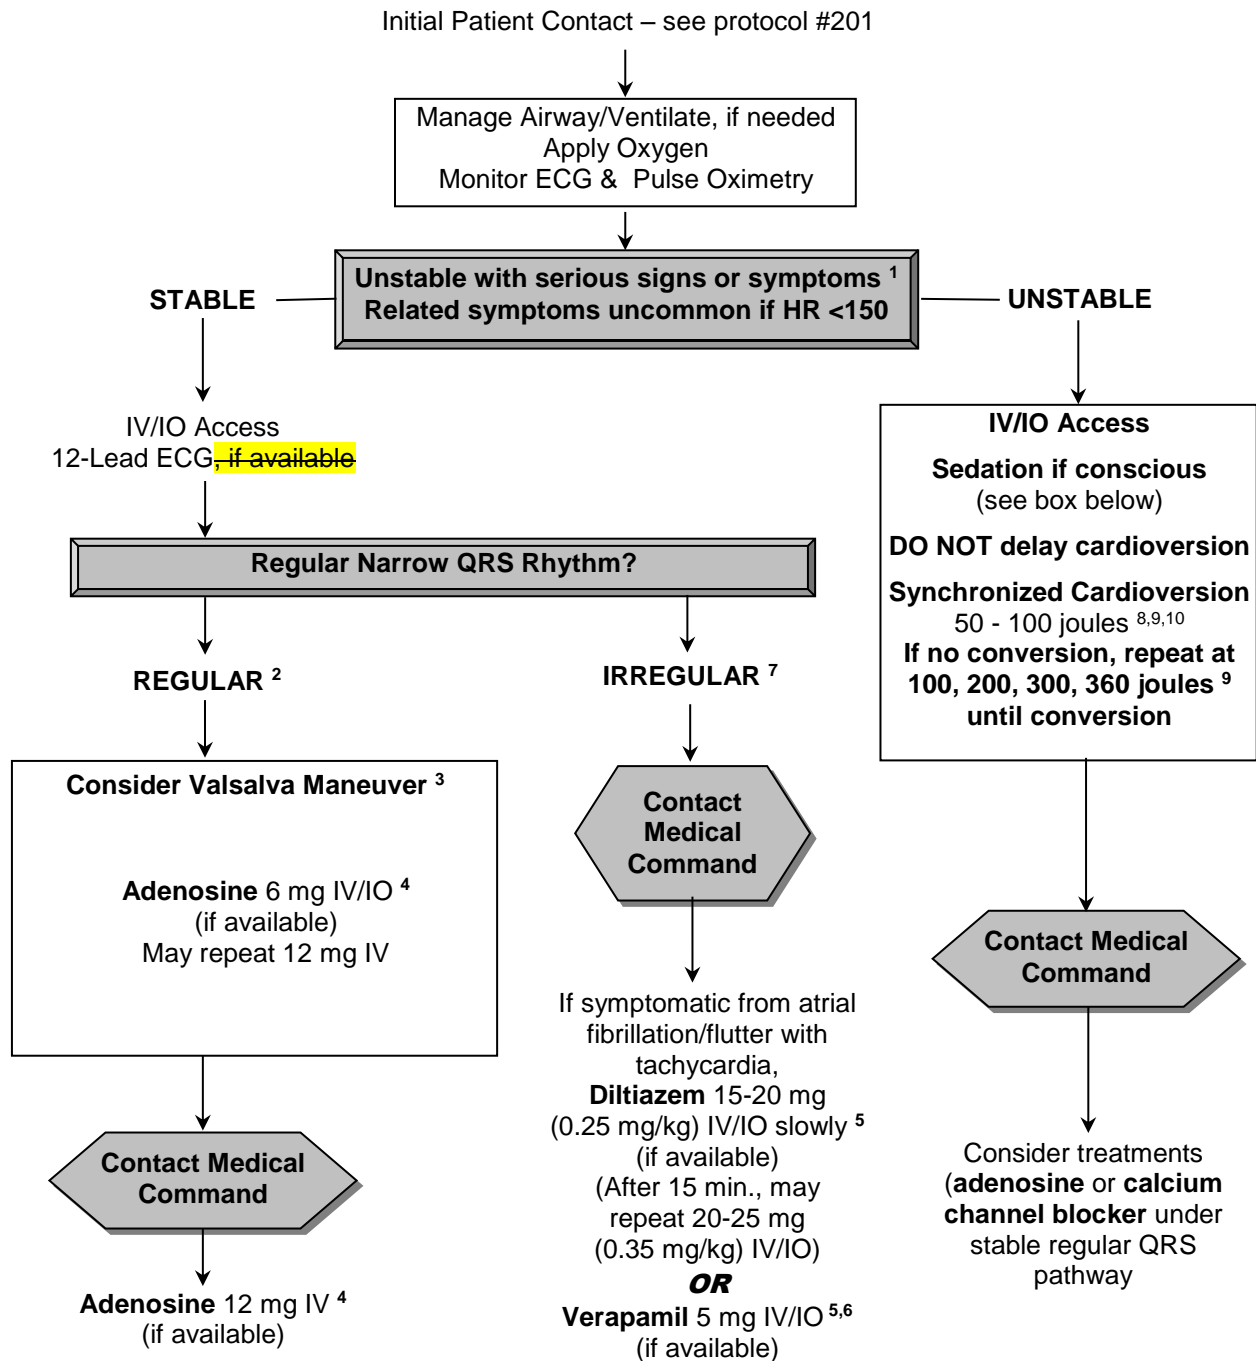 Initial Patient Contact – see protocol #201
Manage Airway/Ventilate, if needed
Apply Oxygen
Monitor ECG & Pulse Oximetry
Unstable with serious signs or symptoms 1
Related symptoms uncommon if HR <150
STABLE
UNSTABLE
IV/IO Access
12-Lead ECG, if available
Regular Narrow QRS Rhythm?
REGULAR 2
IRREGULAR 7
Consider Valsalva Maneuver 3
Adenosine 6 mg IV/IO 4
(if available)
May repeat 12 mg IV
Contact Medical
Command
Adenosine 12 mg IV 4
(if available)
Contact
Medical
Command
If symptomatic from atrial
fibrillation/flutter with
tachycardia,
Diltiazem 15-20 mg
(0.25 mg/kg) IV/IO slowly 5
(if available)
(After 15 min., may
repeat 20-25 mg
(0.35 mg/kg) IV/IO)
OR
Verapamil 5 mg IV/IO 5,6
(if available)
IV/IO Access
Sedation if conscious
(see box below)
DO NOT delay cardioversion
Synchronized Cardioversion
50 - 100 joules 8,9,10
If no conversion, repeat at
100, 200, 300, 360 joules 9
until conversion
Contact Medical
Command
Consider treatments
(adenosine or calcium
channel blocker under
stable regular QRS
pathway